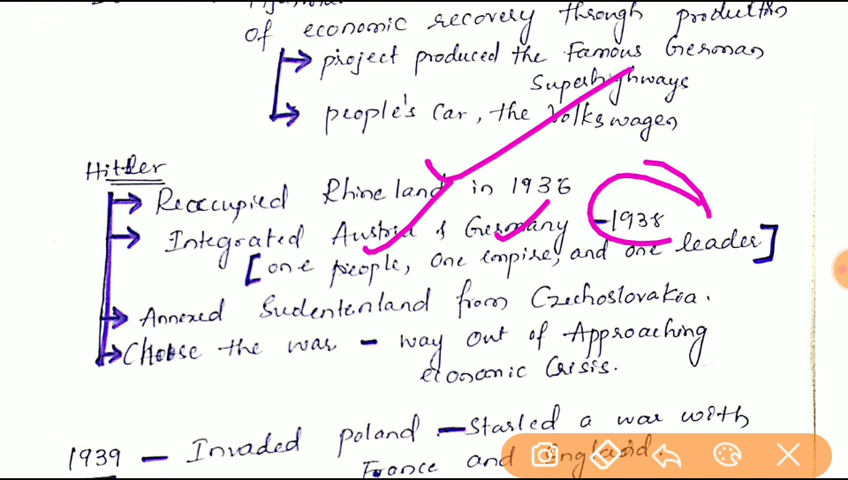 of economic recovery through production
project produced the Famous German
Superhighways
people's Car, the Volkswagen
Hitler
Reoccupied Rhineland in 1936
Integrated Austria & Germany - 1938
[one people, One empire, and one leader]
Annexed Sudentenland from Czechoslovakia.
Choose the war - way out of Approaching
economic Crisis.
1939 - Invaded poland - Started a war with
France and England.